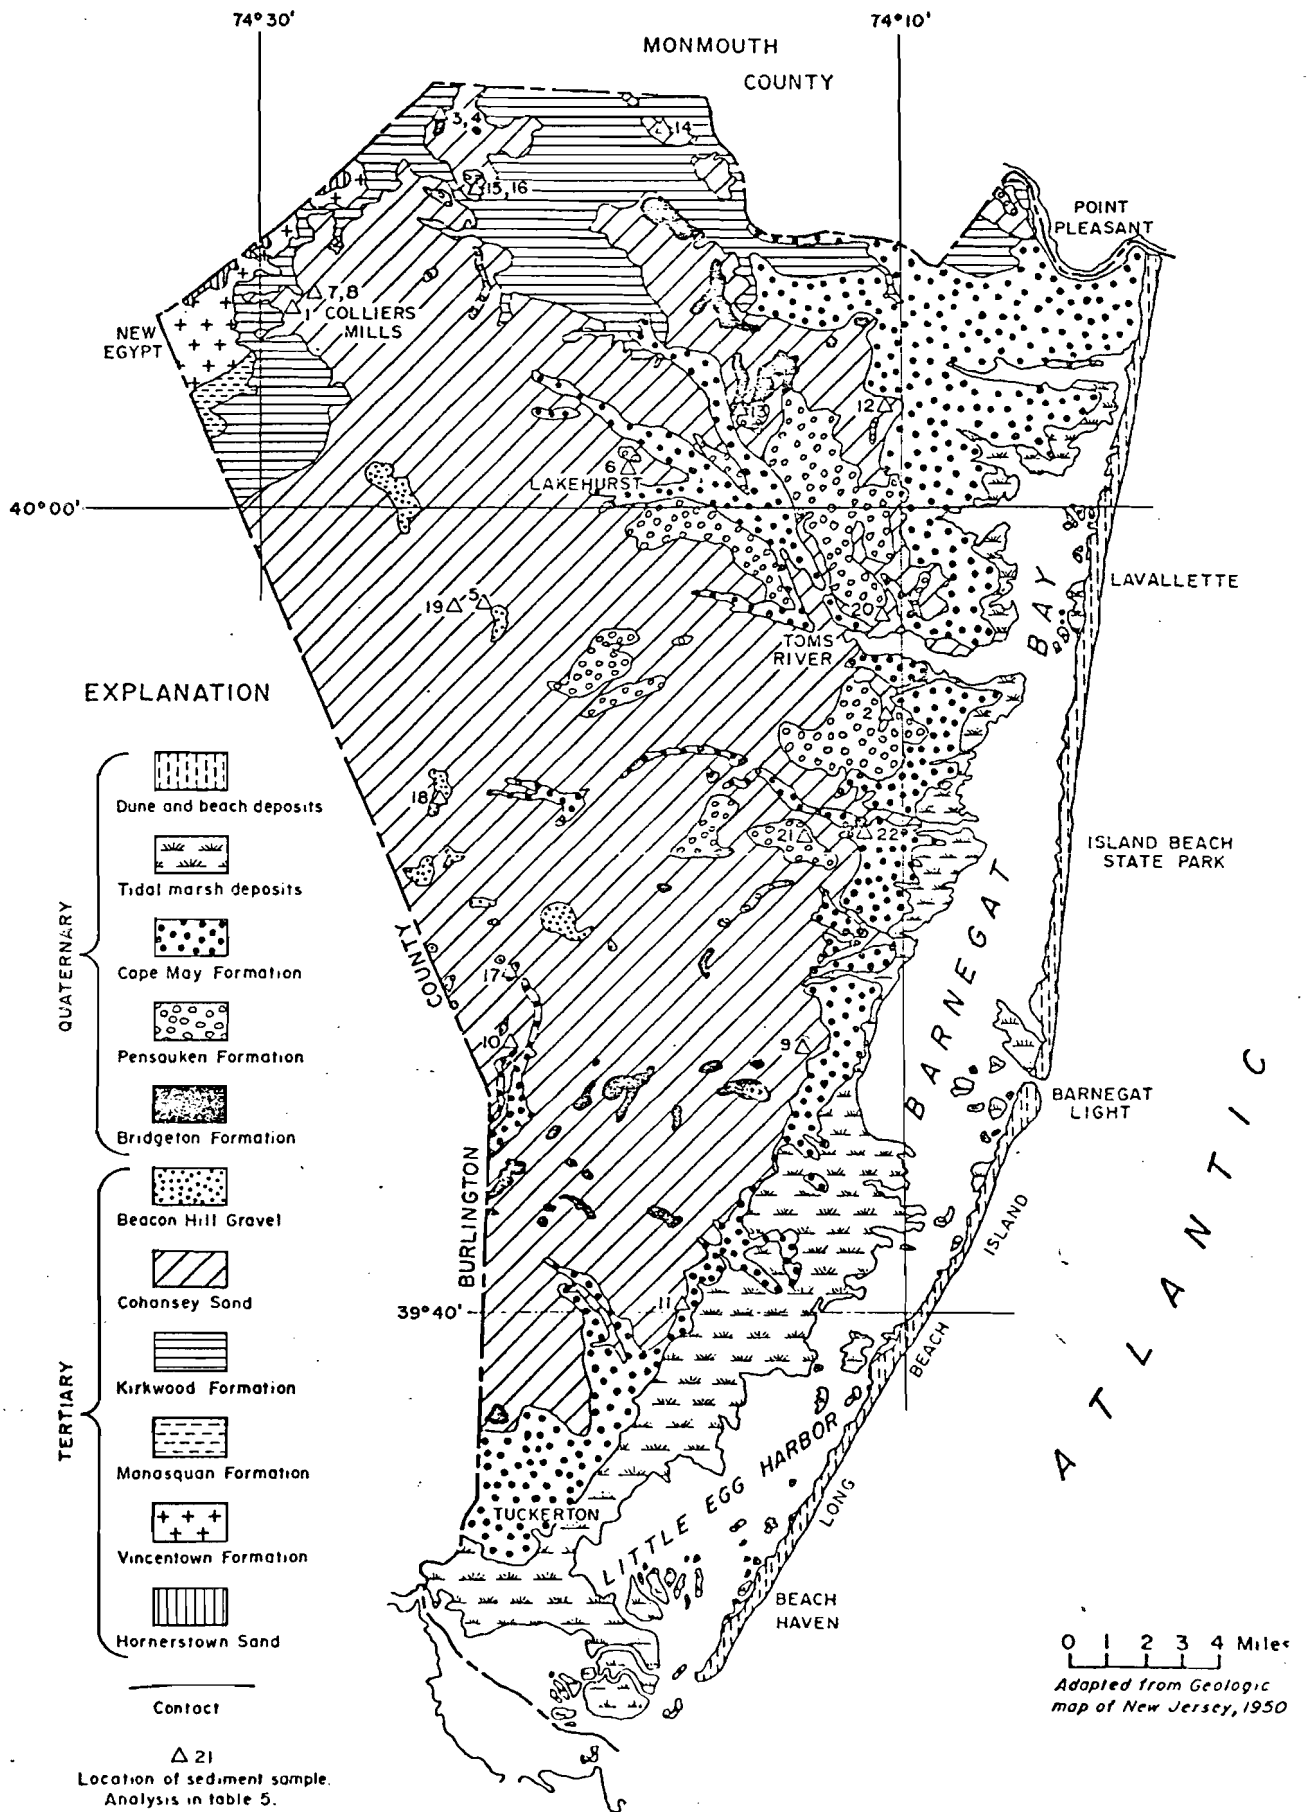 74°30'
74°10'
MONMOUTH
COUNTY
3,4
14
15,16
POINT
PLEASANT
7,8
1
COLLIERS
MILLS
NEW
EGYPT
13
12
6
LAKEHURST
40°00'
LAVALLETTE
19
5
20
TOMS
RIVER
BAY
BARNEGAT
2
18
21
22
ISLAND BEACH
STATE PARK
COUNTY
BURLINGTON
17
10
9
BARNEGAT
LIGHT
39°40'
11
LONG
BEACH
ISLAND
ATLANTIC
TUCKERTON
LITTLE EGG HARBOR
BEACH
HAVEN
EXPLANATION
QUATERNARY
Dune and beach deposits
Tidal marsh deposits
Cape May Formation
Pensauken Formation
Bridgeton Formation
TERTIARY
Beacon Hill Gravel
Cohansey Sand
Kirkwood Formation
Manasquan Formation
Vincentown Formation
Hornerstown Sand
Contact
21
Location of sediment sample.
Analysis in table 5.
0 1 2 3 4 Miles
Adapted from Geologic
map of New Jersey, 1950